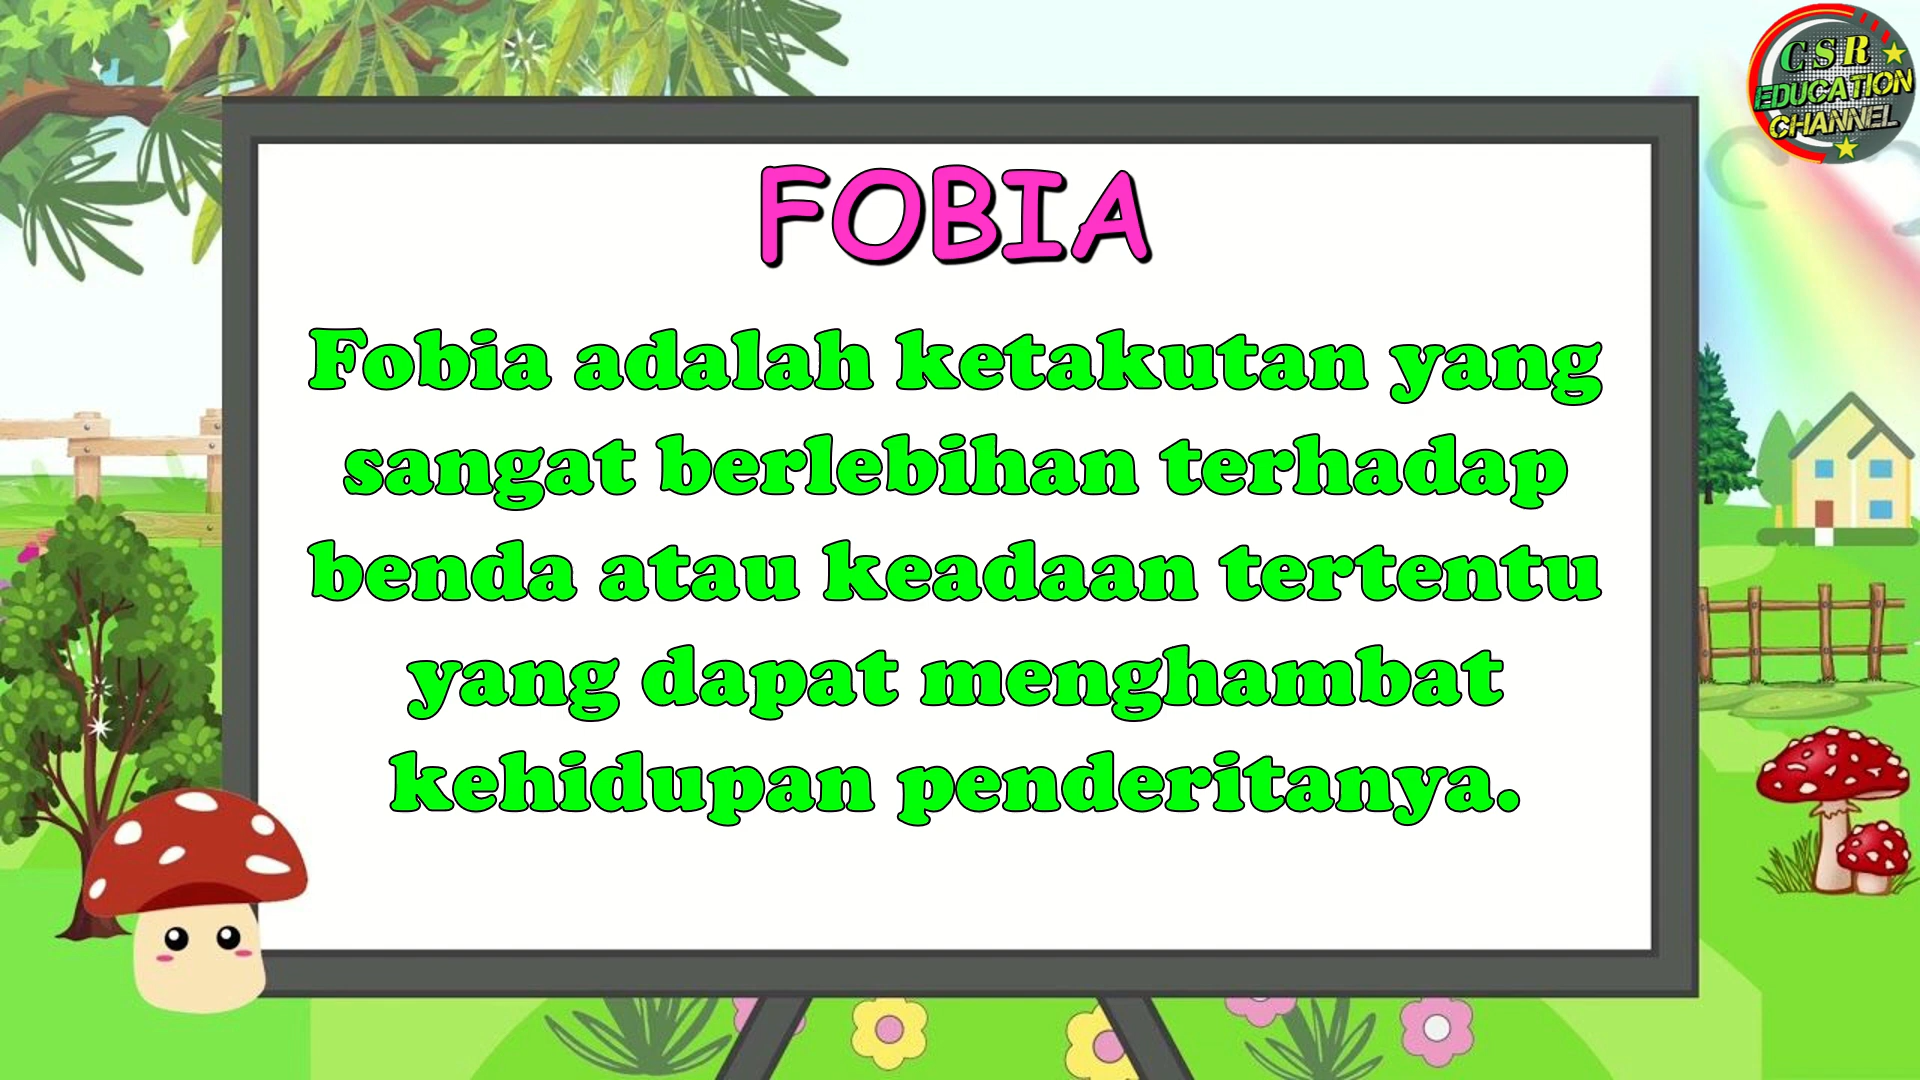 CSR
EDUCATION
CHANNEL
FOBIA
Fobia adalah ketakutan yang
sangat berlebihan terhadap
benda atau keadaan tertentu
yang dapat menghambat
kehidupan penderitanya.